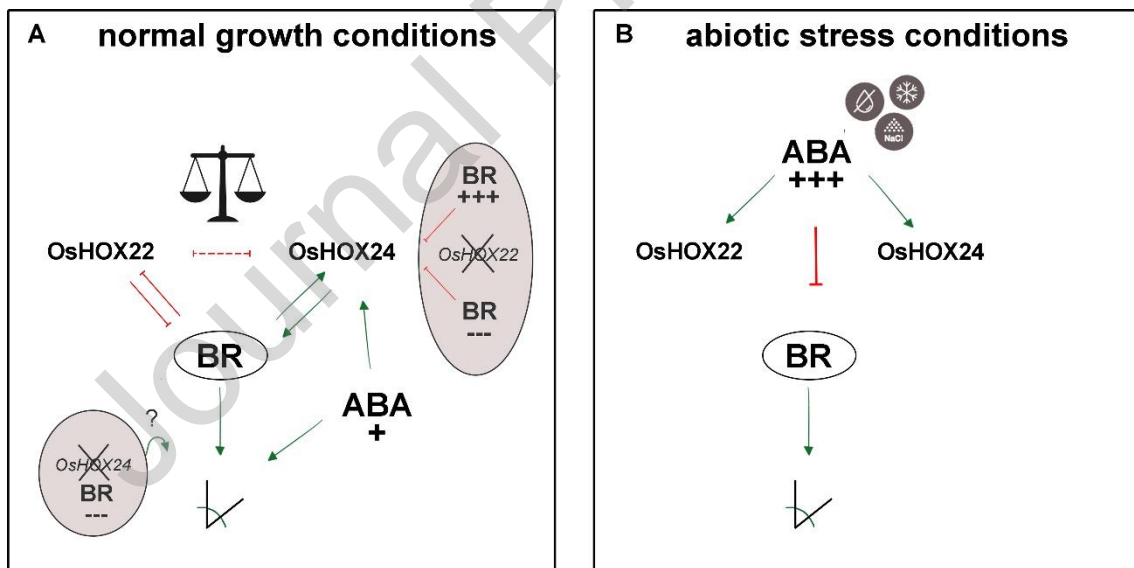 A normal growth conditions
BR
+++
OsHOX22
OsHOX24
OsHOX22
BR
BR
---
ABA
+
?
OsHOX24
BR
---
B abiotic stress conditions
NaCl
ABA
+++
OsHOX22
OsHOX24
BR
Journal P